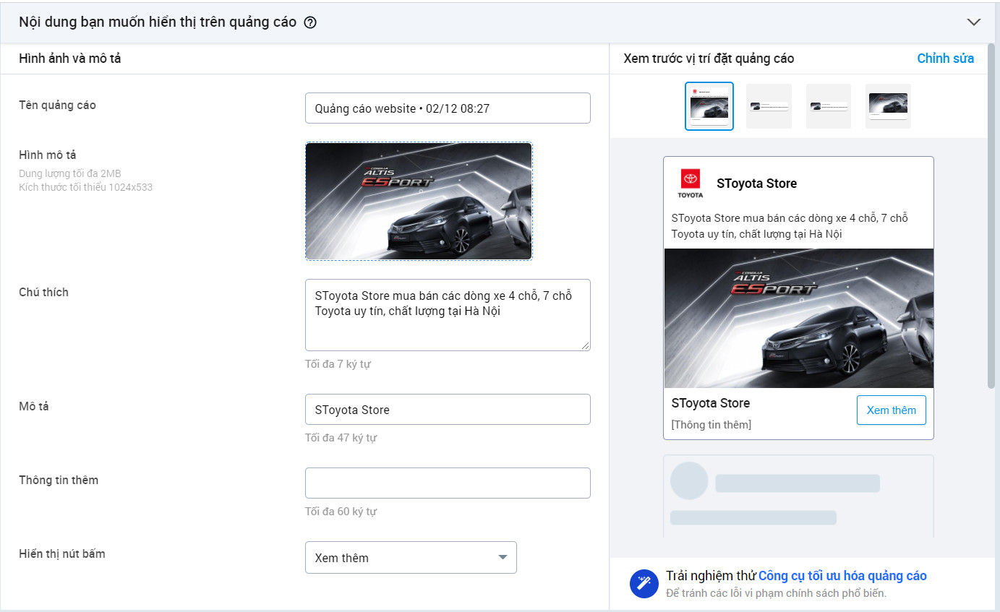 Nội dung bạn muốn hiển thị trên quảng cáo
Hình ảnh và mô tả
Tên quảng cáo
Quảng cáo website • 02/12 08:27
Hình mô tả
Dung lượng tối đa 2MB
Kích thước tối thiểu 1024x533
COROLLA
ALTIS
ESPORT
Chú thích
SToyota Store mua bán các dòng xe 4 chỗ, 7 chỗ
Toyota uy tín, chất lượng tại Hà Nội
Tối đa 7 ký tự
Mô tả
SToyota Store
Tối đa 47 ký tự
Thông tin thêm
Tối đa 60 ký tự
Hiển thị nút bấm
Xem thêm
Xem trước vị trí đặt quảng cáo
Chỉnh sửa
TOYOTA
SToyota Store
SToyota Store mua bán các dòng xe 4 chỗ, 7 chỗ
Toyota uy tín, chất lượng tại Hà Nội
COROLLA
ALTIS
ESPORT
SToyota Store
Xem thêm
[Thông tin thêm]
Trải nghiệm thử Công cụ tối ưu hóa quảng cáo
Để tránh các lỗi vi phạm chính sách phổ biến.